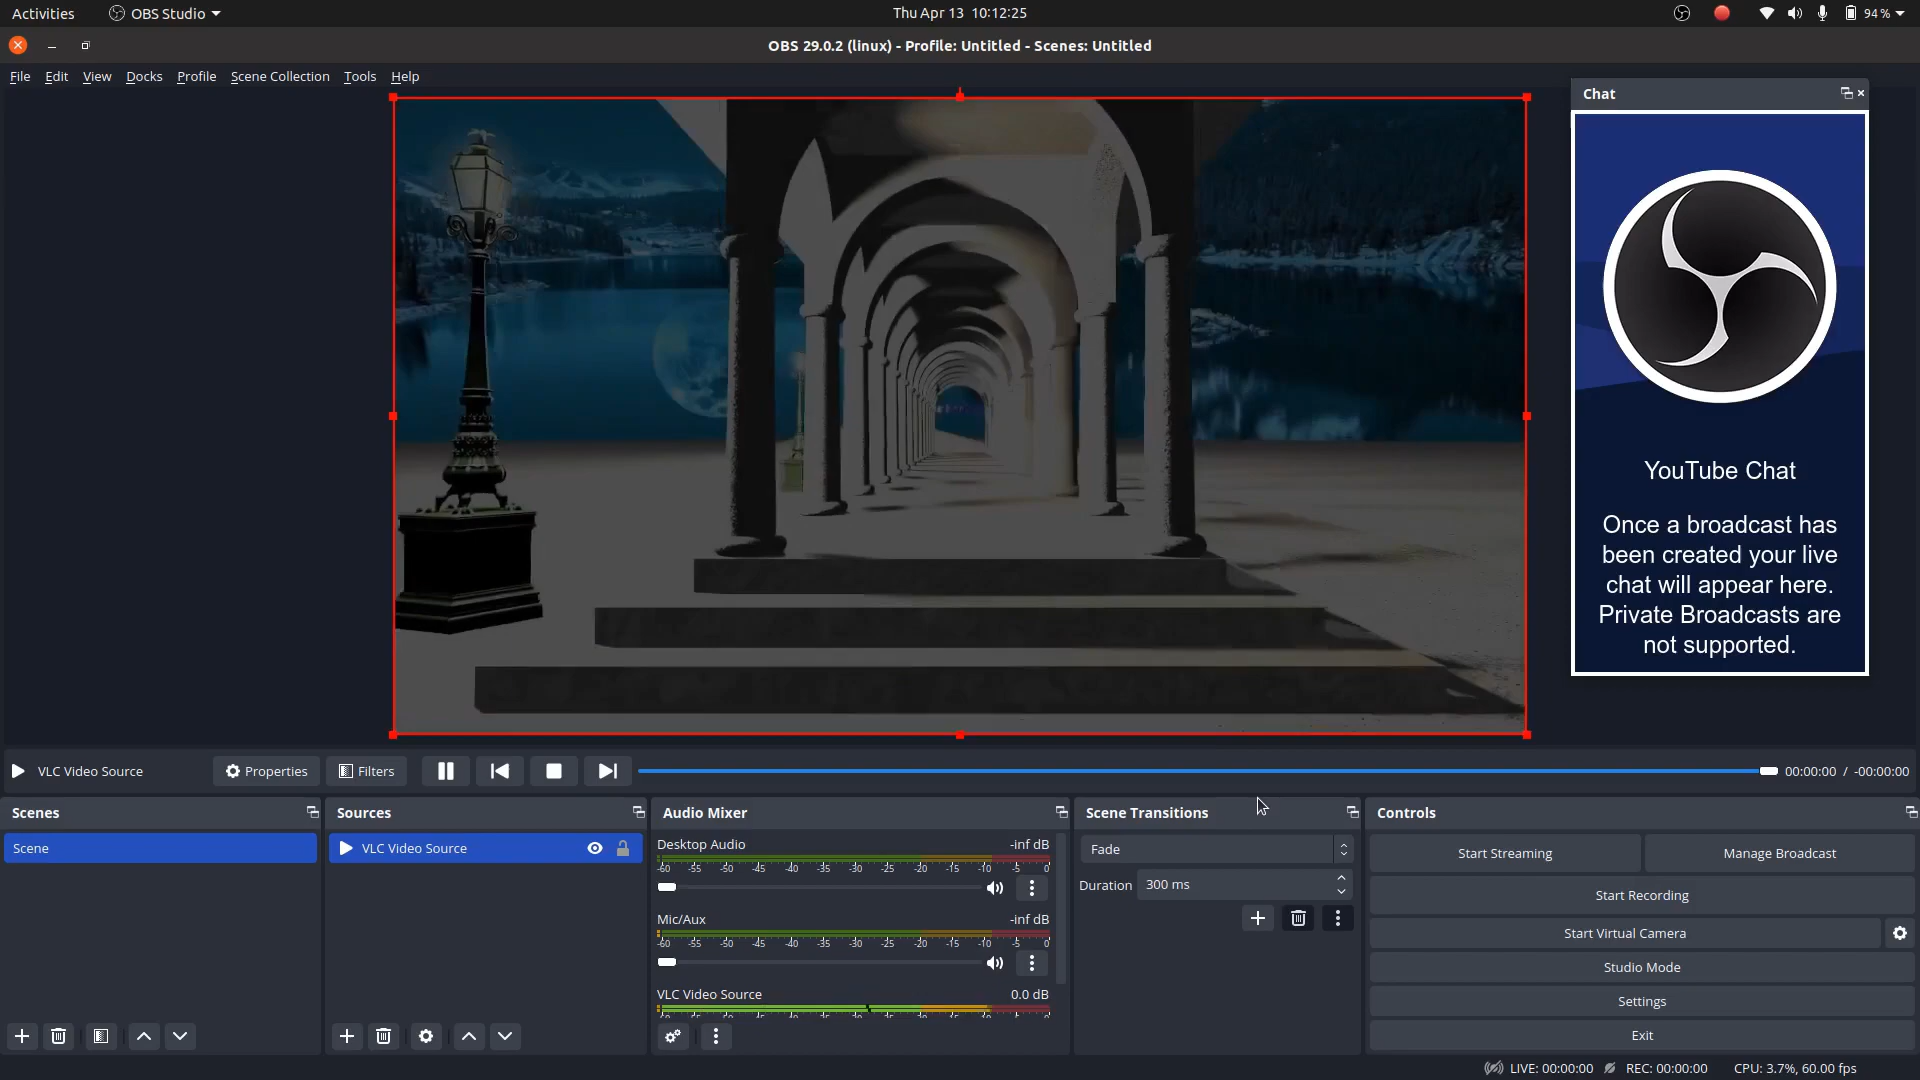 Activities OBS Studio Thu Apr 13 10:12:25 94 %
OBS 29.0.2 (linux) - Profile: Untitled - Scenes: Untitled
File Edit View Docks Profile Scene Collection Tools Help
Chat
YouTube Chat
Once a broadcast has
been created your live
chat will appear here.
Private Broadcasts are
not supported.
VLC Video Source Properties Filters 00:00:00 / -00:00:00
Scenes
Scene
Sources
VLC Video Source
Audio Mixer
Desktop Audio -inf dB
-60 -55 -50 -45 -40 -35 -30 -25 -20 -15 -10 -5 0
Mic/Aux -inf dB
-60 -55 -50 -45 -40 -35 -30 -25 -20 -15 -10 -5 0
VLC Video Source 0.0 dB
Scene Transitions
Fade
Duration 300 ms
Controls
Start Streaming Manage Broadcast
Start Recording
Start Virtual Camera
Studio Mode
Settings
Exit
LIVE: 00:00:00 REC: 00:00:00 CPU: 3.7%, 60.00 fps